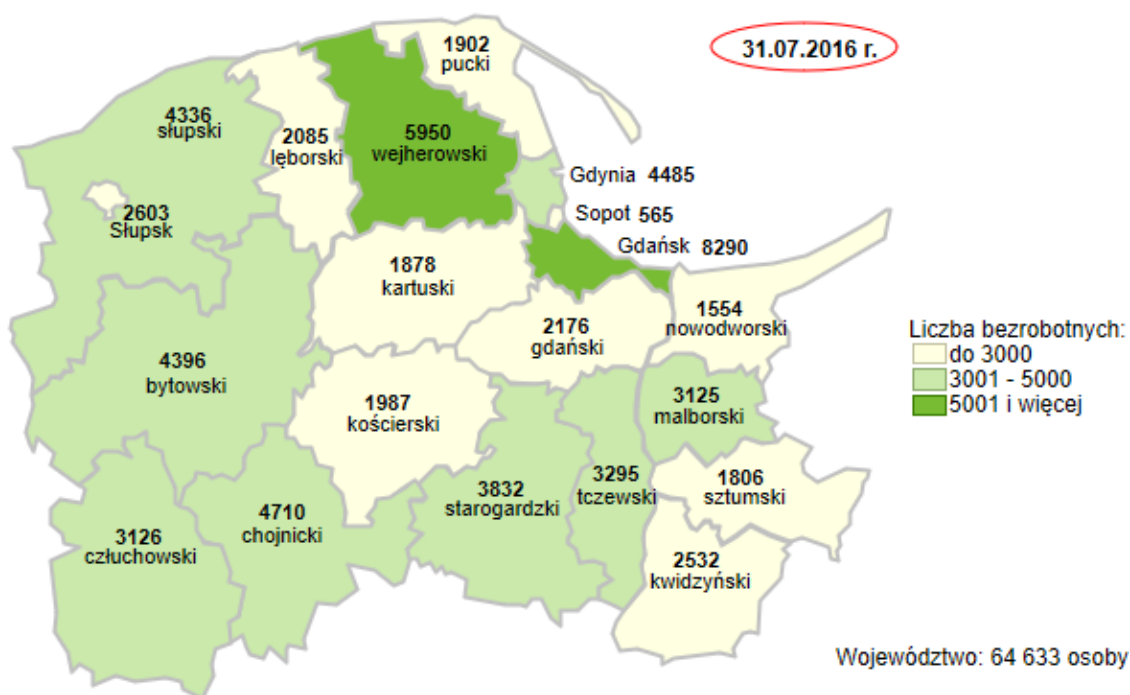 31.07.2016 r.
1902
pucki
4336
słupski
2085
lęborski
5950
wejherowski
Gdynia 4485
Sopot 565
Gdańsk 8290
2603
Słupsk
1878
kartuski
1554
nowodworski
2176
gdański
Liczba bezrobotnych:
do 3000
3001 - 5000
5001 i więcej
4396
bytowski
3125
malborski
1987
kościerski
1806
sztumski
3295
tczewski
3832
starogardzki
4710
chojnicki
3126
człuchowski
2532
kwidzyński
Województwo: 64 633 osoby